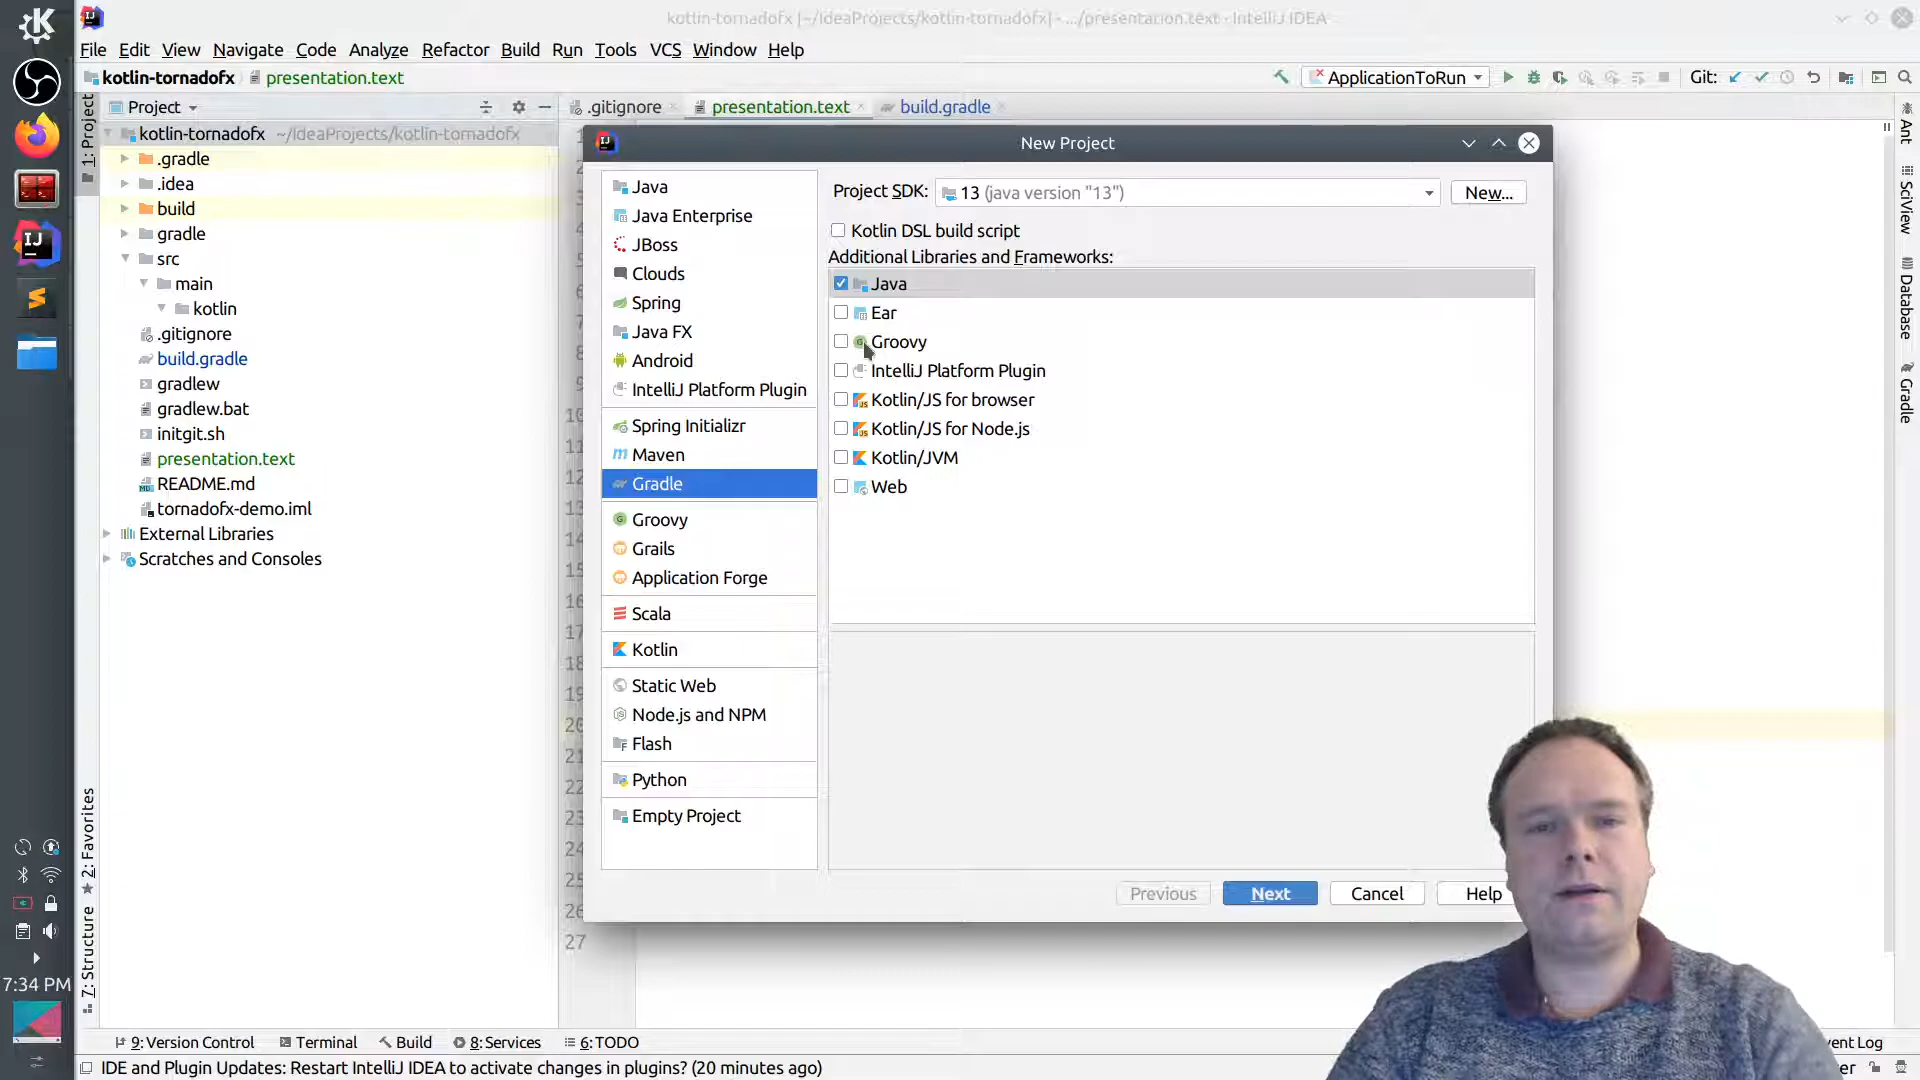 kotlin-tornadofx [~/IdeaProjects/kotlin-tornadofx] - .../presentation.text - IntelliJ IDEA
File Edit View Navigate Code Analyze Refactor Build Run Tools VCS Window Help
kotlin-tornadofx presentation.text ApplicationToRun Git:
Project .gitignore presentation.text build.gradle
1: Project
kotlin-tornadofx ~/IdeaProjects/kotlin-tornadofx
.gradle
.idea
build
gradle
src
main
kotlin
.gitignore
build.gradle
gradlew
gradlew.bat
initgit.sh
presentation.text
README.md
tornadofx-demo.iml
External Libraries
Scratches and Consoles
New Project
Java
Java Enterprise
JBoss
Clouds
Spring
Java FX
Android
IntelliJ Platform Plugin
Spring Initializr
Maven
Gradle
Groovy
Grails
Application Forge
Scala
Kotlin
Static Web
Node.js and NPM
Flash
Python
Empty Project
Project SDK: 13 (java version "13") New...
Kotlin DSL build script
Additional Libraries and Frameworks:
Java
Ear
Groovy
IntelliJ Platform Plugin
Kotlin/JS for browser
Kotlin/JS for Node.js
Kotlin/JVM
Web
Previous Next Cancel Help
27
Ant
SciView
Database
Gradle
2: Favorites
7: Structure
7:34 PM
9: Version Control Terminal Build 8: Services 6: TODO
IDE and Plugin Updates: Restart IntelliJ IDEA to activate changes in plugins? (20 minutes ago)